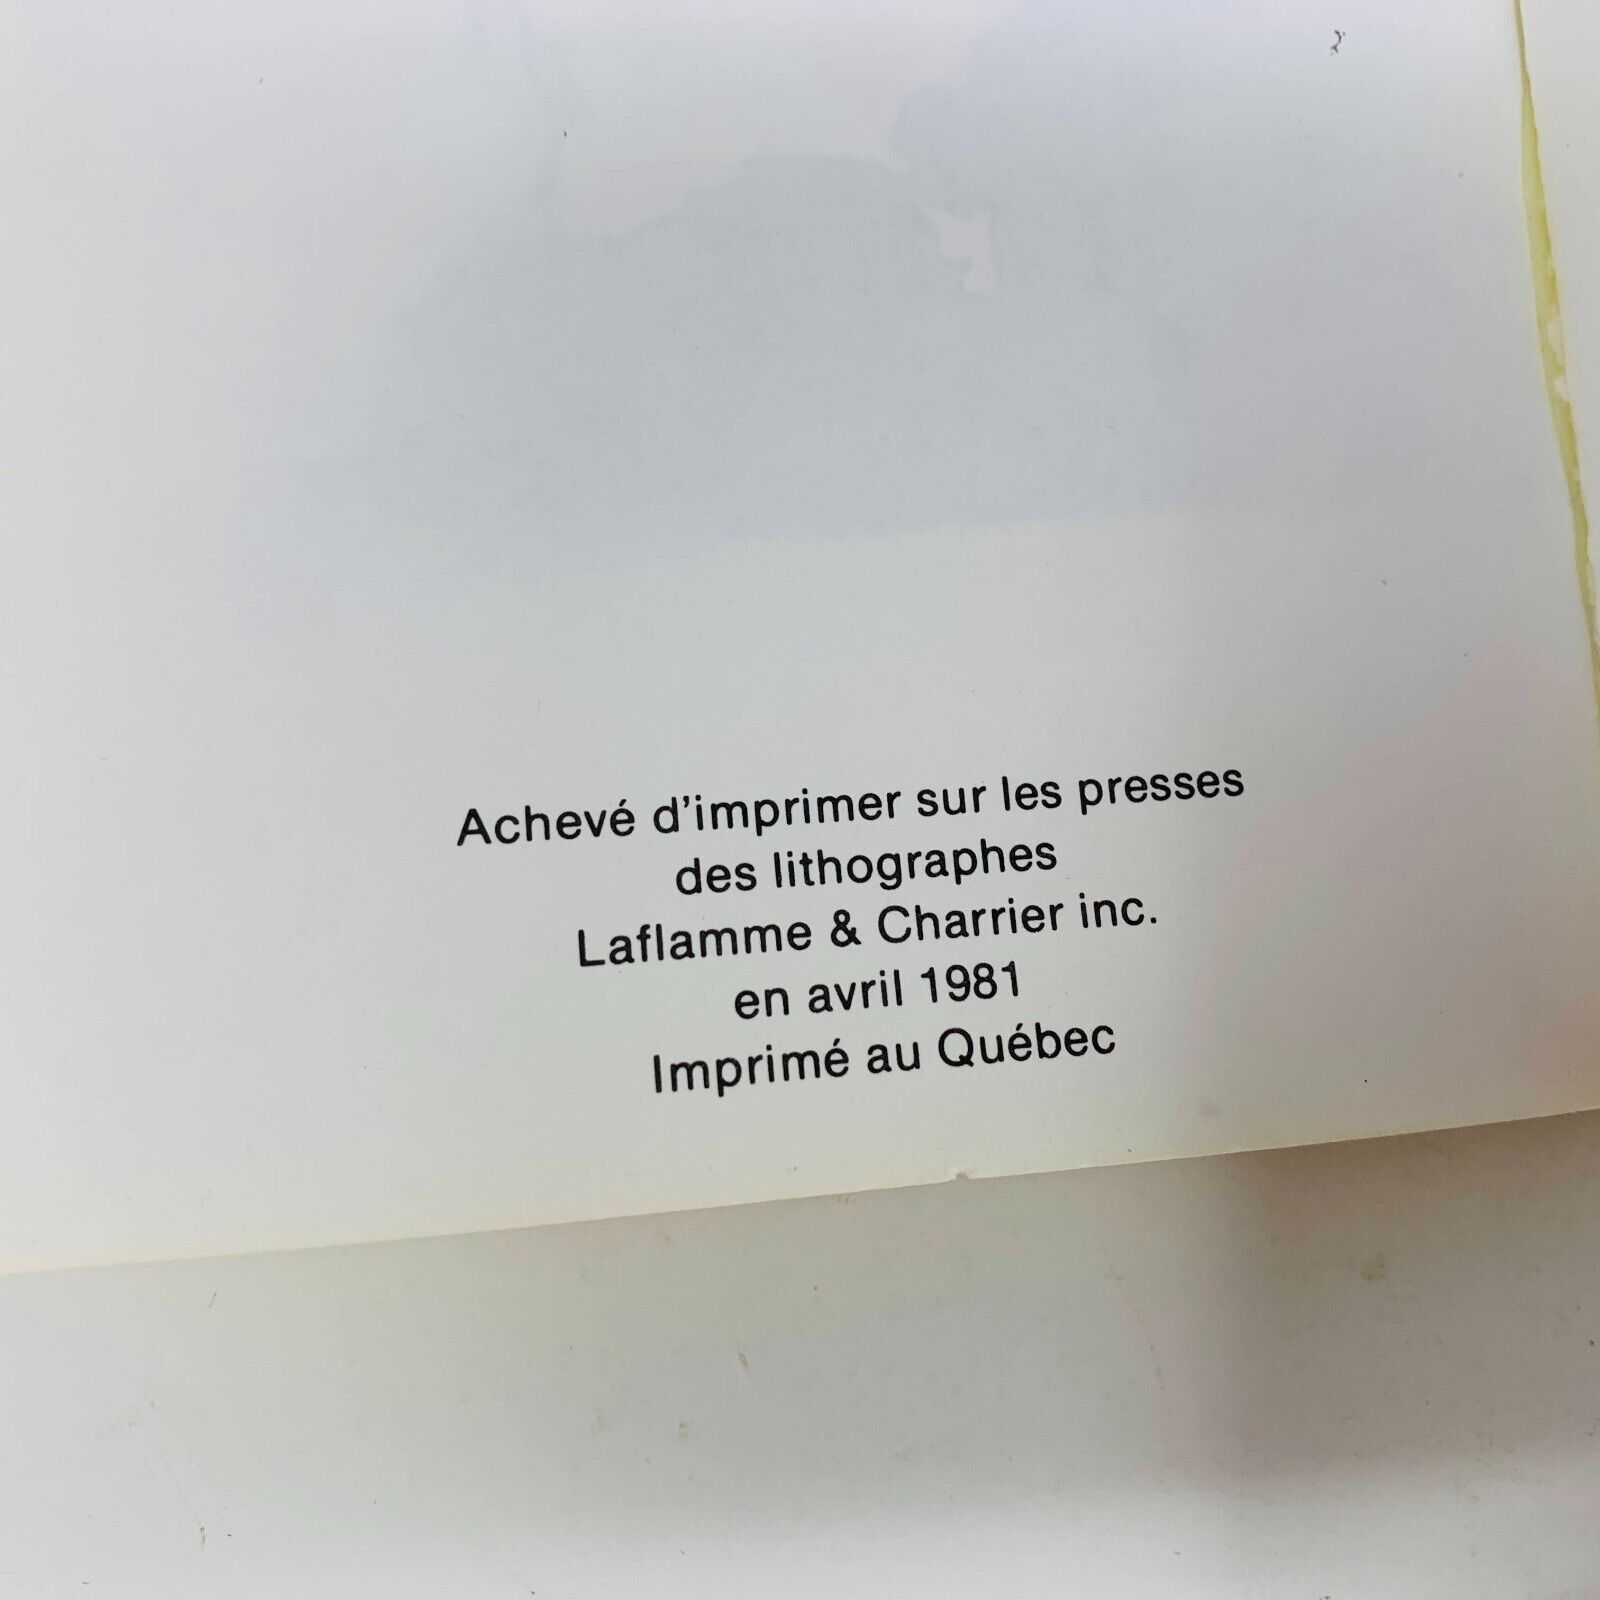 Achevé d'imprimer sur les presses
des lithographes
Laflamme & Charrier inc.
en avril 1981
Imprimé au Québec